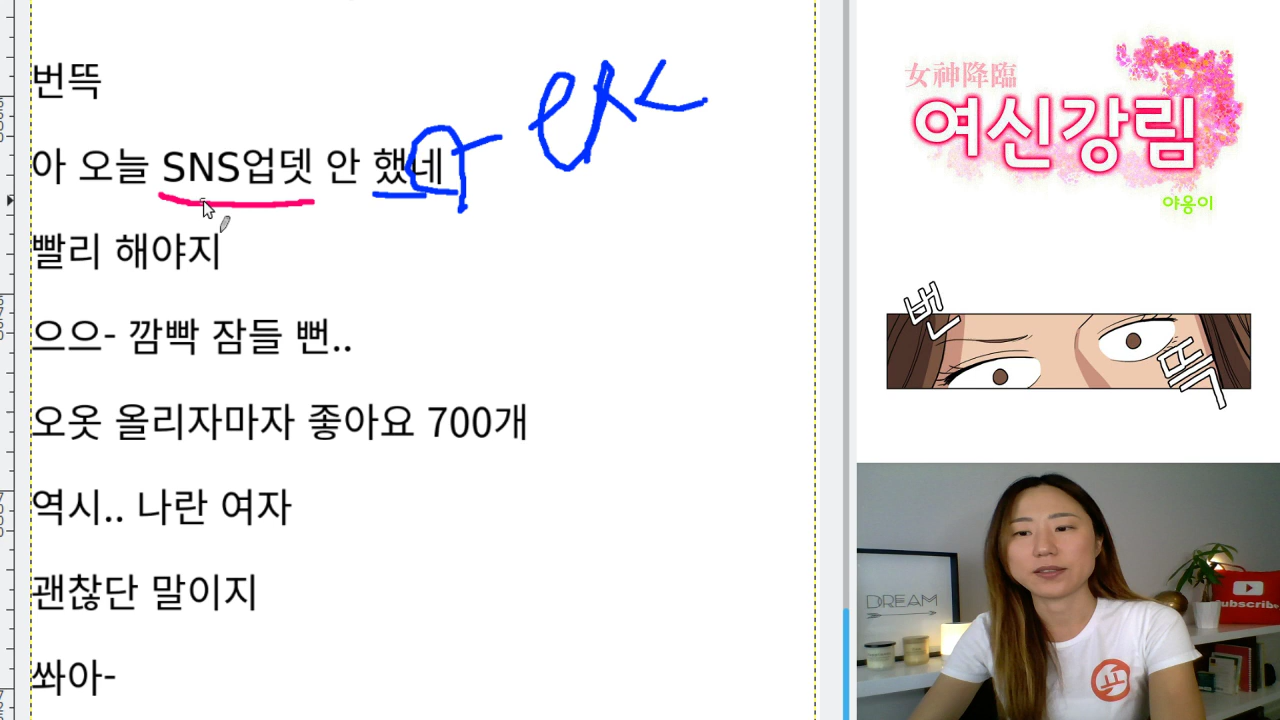 번뜩
아 오늘 SNS업뎃 안 했네
빨리 해야지
으으- 깜빡 잠들 뻔..
오옷 올리자마자 좋아요 700개
역시.. 나란 여자
괜찮단 말이지
쏴아-
女神降臨
여신강림
야옹이
번
뜩
DREAM
Subscribe